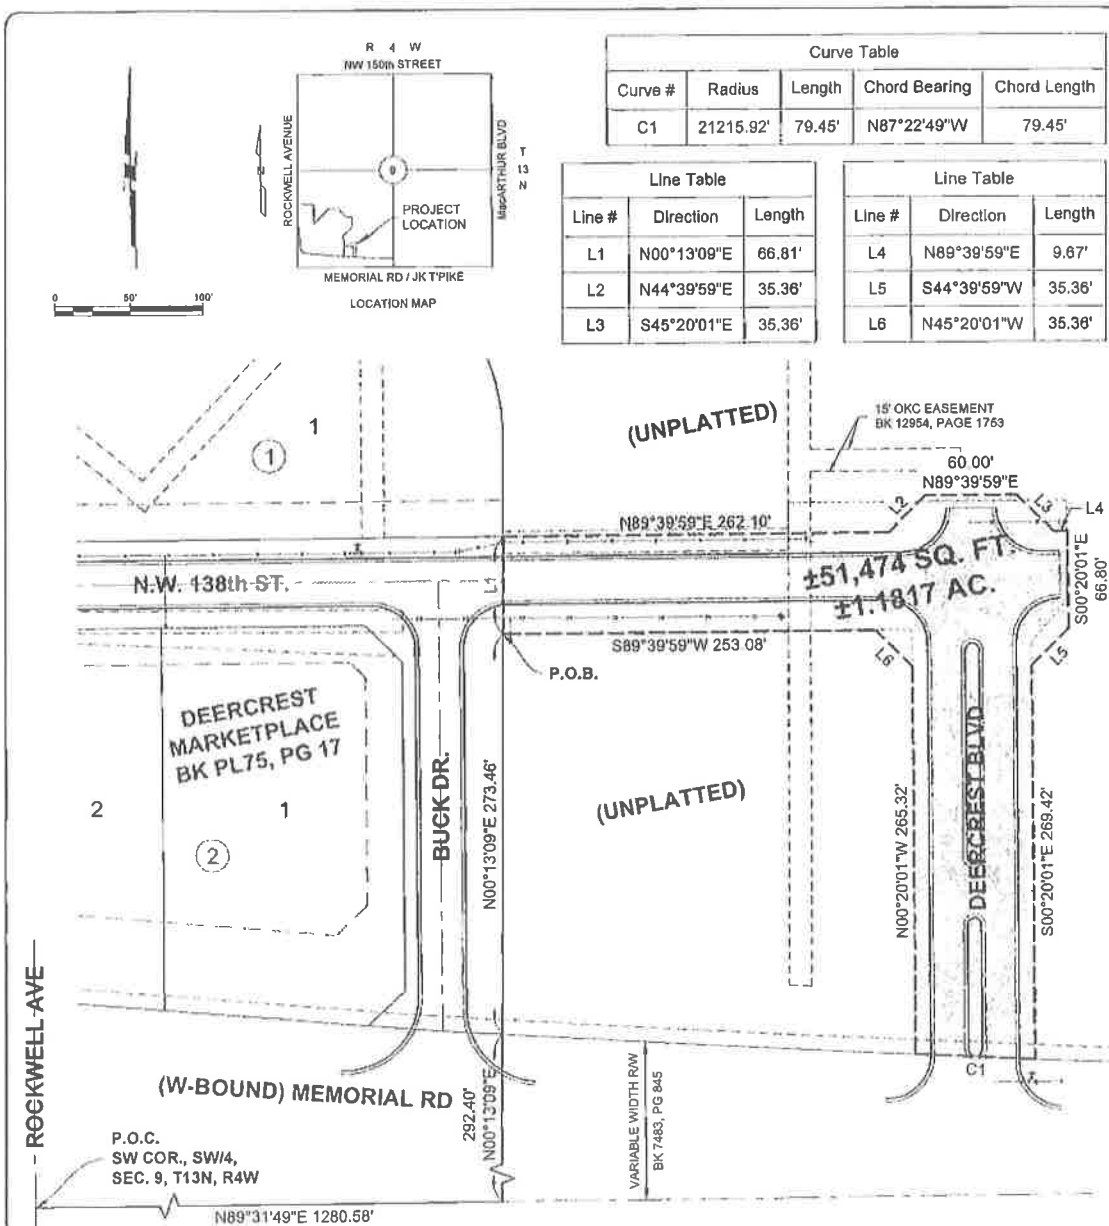 R 4 W
NW 150th STREET
ROCKWELL AVENUE
MacARTHUR BLVD
T
13
N
N
9
PROJECT
LOCATION
MEMORIAL RD / JK T'PIKE
LOCATION MAP
0 50' 100'
Curve Table
Curve # Radius Length Chord Bearing Chord Length
C1 21215.92' 79.45' N87°22'49"W 79.45'
Line Table
Line # Direction Length
L1 N00°13'09"E 66.81'
L2 N44°39'59"E 35.36'
L3 S45°20'01"E 35.36'
Line Table
Line # Direction Length
L4 N89°39'59"E 9.67'
L5 S44°39'59"W 35.36'
L6 N45°20'01"W 35.36'
1
1
(UNPLATTED)
15' OKC EASEMENT
BK 12954, PAGE 1753
60.00'
N89°39'59"E
L2
L3
L4
N89°39'59"E 262.10'
±51,474 SQ. FT.
±1.1817 AC.
S00°20'01"E
66.80'
N.W. 138th ST.
L1
S89°39'59"W 253.08'
L6
L5
P.O.B.
DEERCREST
MARKETPLACE
BK PL75, PG 17
2
1
2
BUCK DR.
N00°13'09"E 273.46'
(UNPLATTED)
N00°20'01"W 265.32'
DEERCREST BLVD
S00°20'01"E 269.42'
ROCKWELL AVE
(W-BOUND) MEMORIAL RD
292.40'
N00°13'09"E
VARIABLE WIDTH R/W
BK 7483, PG 845
C1
P.O.C.
SW COR., SW/4,
SEC. 9, T13N, R4W
N89°31'49"E 1280.58'